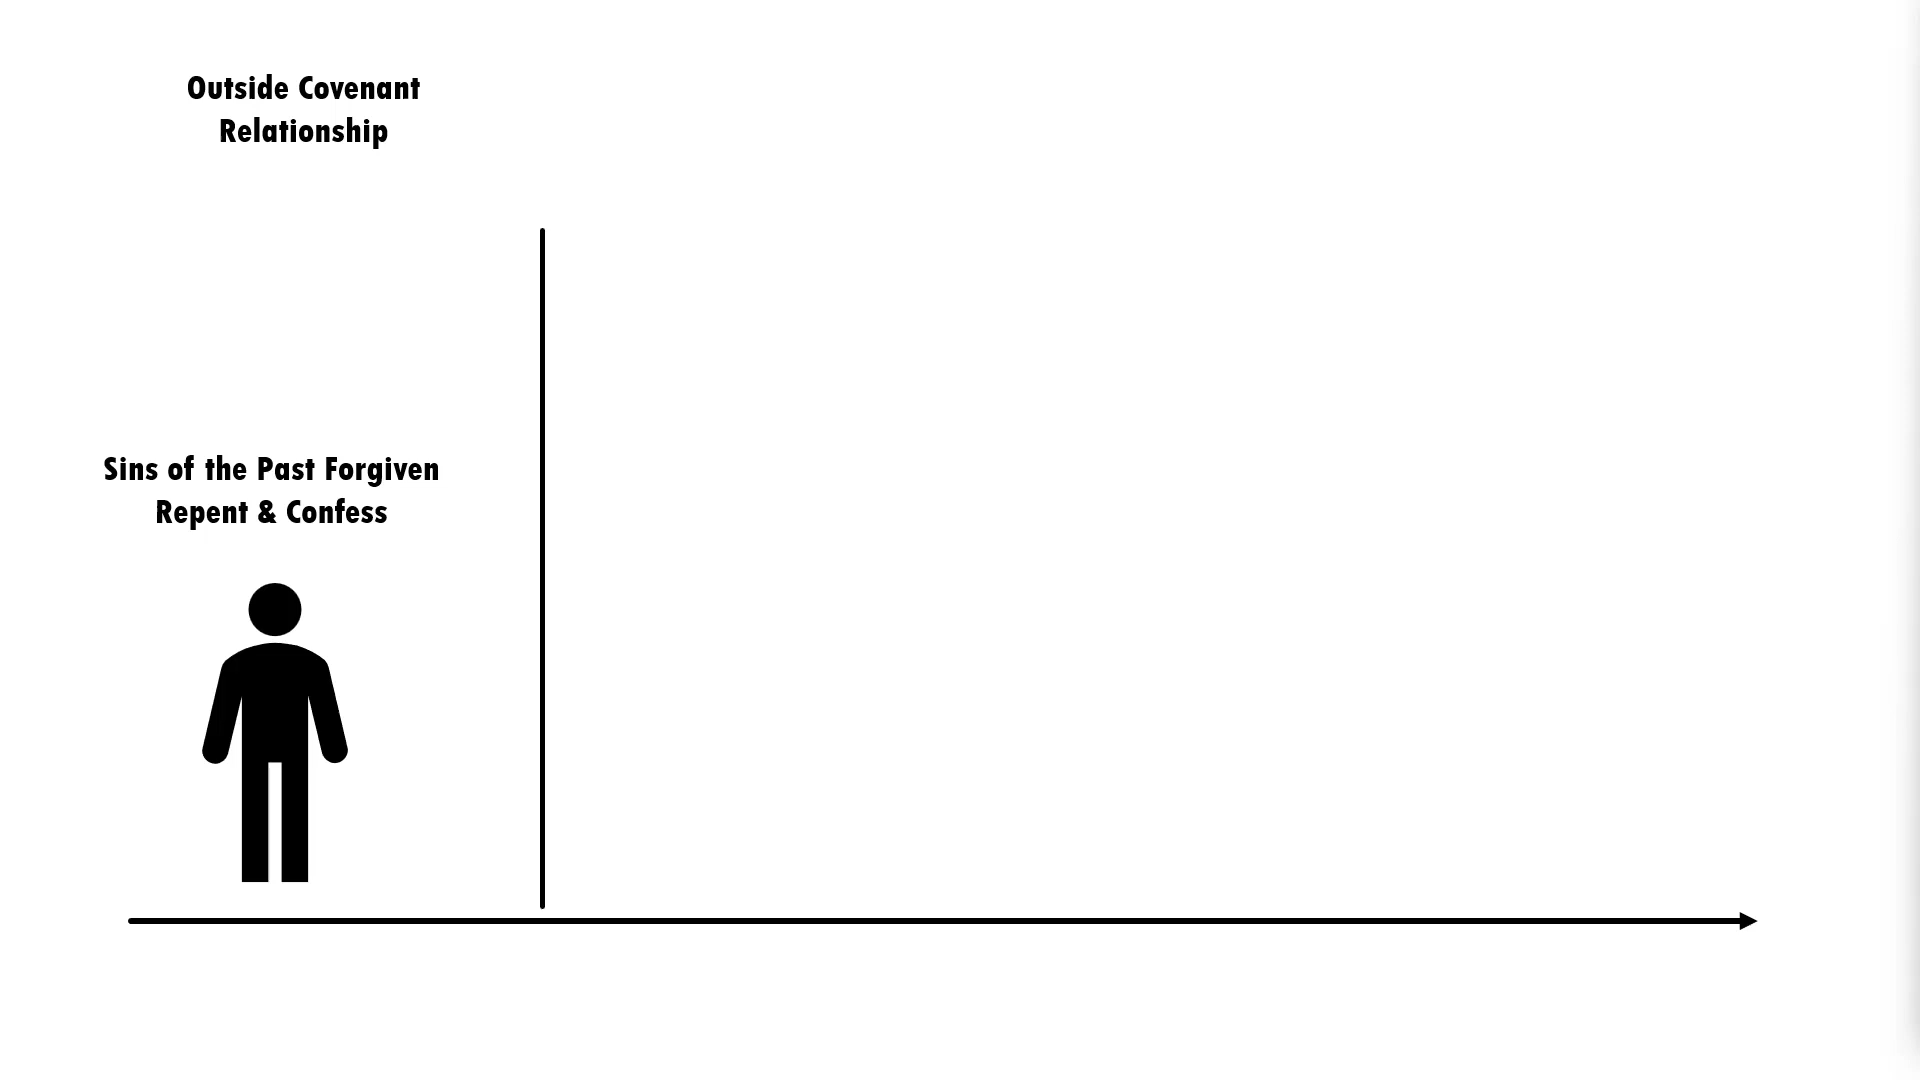 Outside Covenant
Relationship
Sins of the Past Forgiven
Repent & Confess